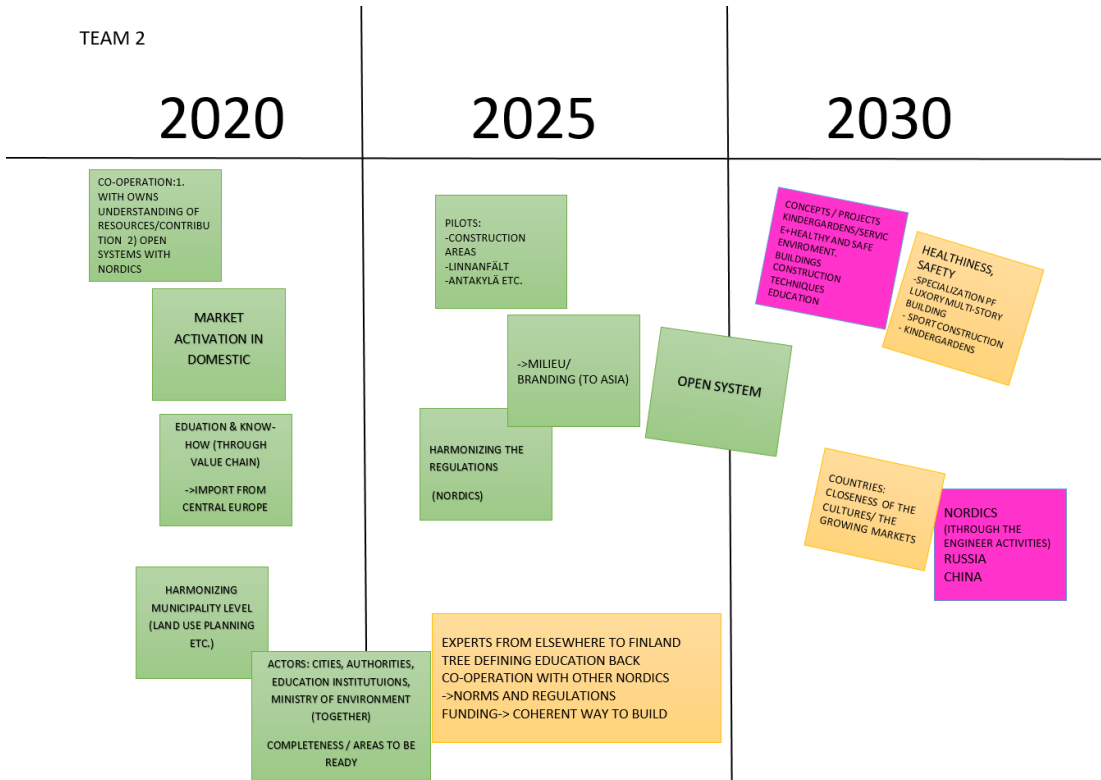 TEAM 2
2020
2025
2030
CO-OPERATION:1.
WITH OWNS
UNDERSTANDING OF
RESOURCES/CONTRIBU
TION 2) OPEN
SYSTEMS WITH
NORDICS
MARKET
ACTIVATION IN
DOMESTIC
EDUATION & KNOW-
HOW (THROUGH
VALUE CHAIN)
->IMPORT FROM
CENTRAL EUROPE
HARMONIZING
MUNICIPALITY LEVEL
(LAND USE PLANNING
ETC.)
ACTORS: CITIES, AUTHORITIES,
EDUCATION INSTITUTUIONS,
MINISTRY OF ENVIRONMENT
(TOGETHER)
COMPLETENESS / AREAS TO BE
READY
PILOTS:
-CONSTRUCTION
AREAS
-LINNANFÄLT
-ANTAKYLÄ ETC.
->MILIEU/
BRANDING (TO ASIA)
HARMONIZING THE
REGULATIONS
(NORDICS)
OPEN SYSTEM
EXPERTS FROM ELSEWHERE TO FINLAND
TREE DEFINING EDUCATION BACK
CO-OPERATION WITH OTHER NORDICS
->NORMS AND REGULATIONS
FUNDING-> COHERENT WAY TO BUILD
CONCEPTS / PROJECTS
KINDERGARDENS/SERVIC
E+HEALTHY AND SAFE
ENVIROMENT.
BUILDINGS
CONSTRUCTION
TECHNIQUES
EDUCATION
HEALTHINESS,
SAFETY
-SPECIALIZATION PF
LUXORY MULTI-STORY
BUILDING
- SPORT CONSTRUCTION
- KINDERGARDENS
COUNTRIES:
CLOSENESS OF THE
CULTURES/ THE
GROWING MARKETS
NORDICS
(ITHROUGH THE
ENGINEER ACTIVITIES)
RUSSIA
CHINA